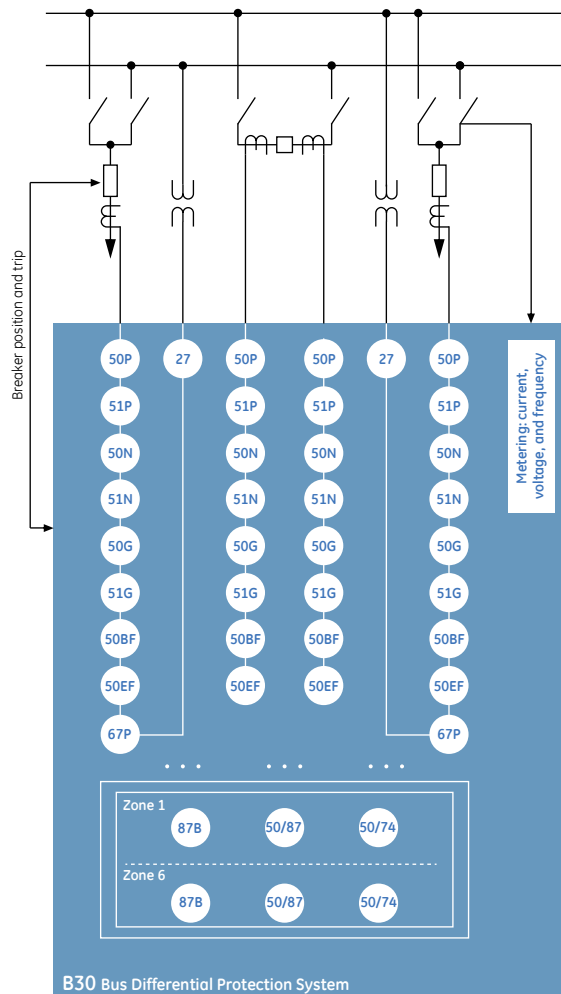 Breaker position and trip
50P 27 50P 50P 27 50P
51P 51P 51P 51P
50N 50N 50N 50N
51N 51N 51N 51N
50G 50G 50G 50G
51G 51G 51G 51G
50BF 50BF 50BF 50BF
50EF 50EF 50EF 50EF
67P 67P
Metering: current,
voltage, and frequency
. . . . . . . . .
Zone 1
87B 50/87 50/74
Zone 6
87B 50/87 50/74
B30 Bus Differential Protection System